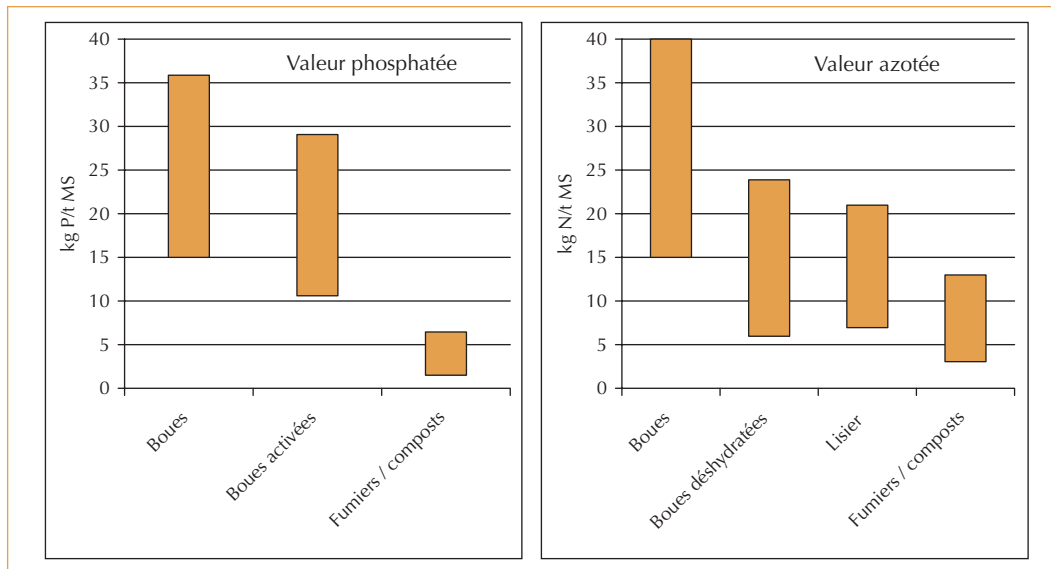 Valeur phosphatée
kg P/t MS
40
35
30
25
20
15
10
5
0
Boues
Boues activées
Fumiers / composts
Valeur azotée
kg N/t MS
40
35
30
25
20
15
10
5
0
Boues
Boues déshydratées
Lisier
Fumiers / composts